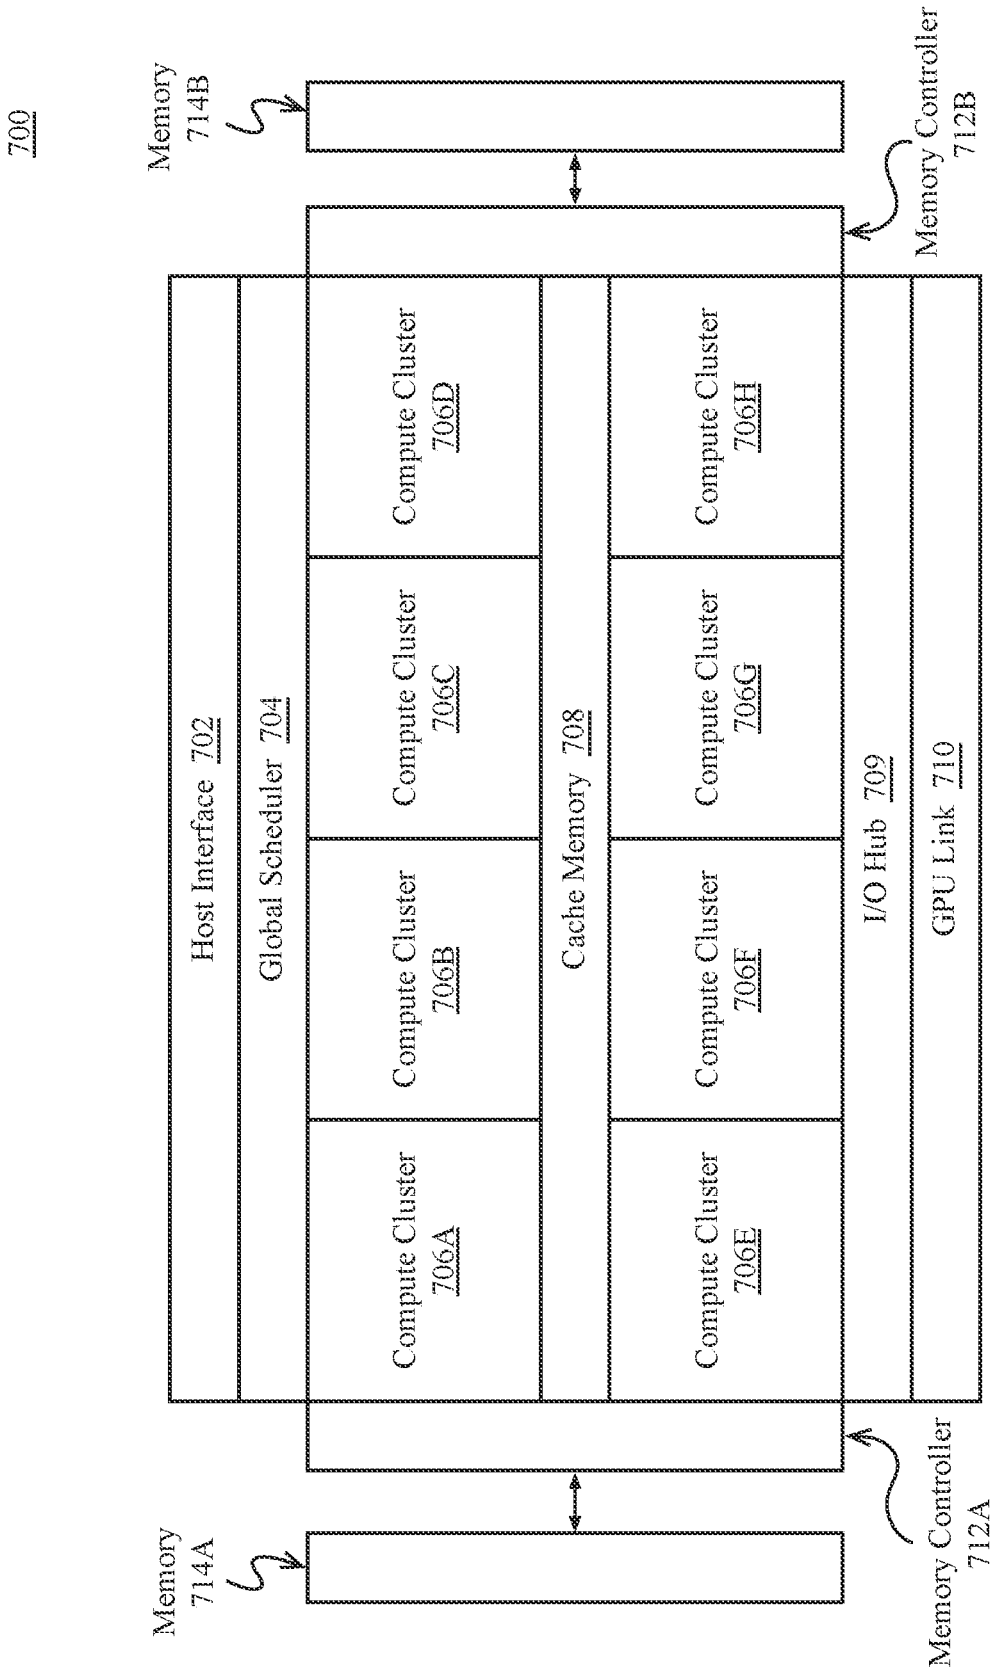 700
Host Interface 702
Global Scheduler 704
Memory
714A
Memory
714B
Compute Cluster
706A
Compute Cluster
706B
Compute Cluster
706C
Compute Cluster
706D
Cache Memory 708
Compute Cluster
706E
Compute Cluster
706F
Compute Cluster
706G
Compute Cluster
706H
I/O Hub 709
GPU Link 710
Memory Controller
712A
Memory Controller
712B